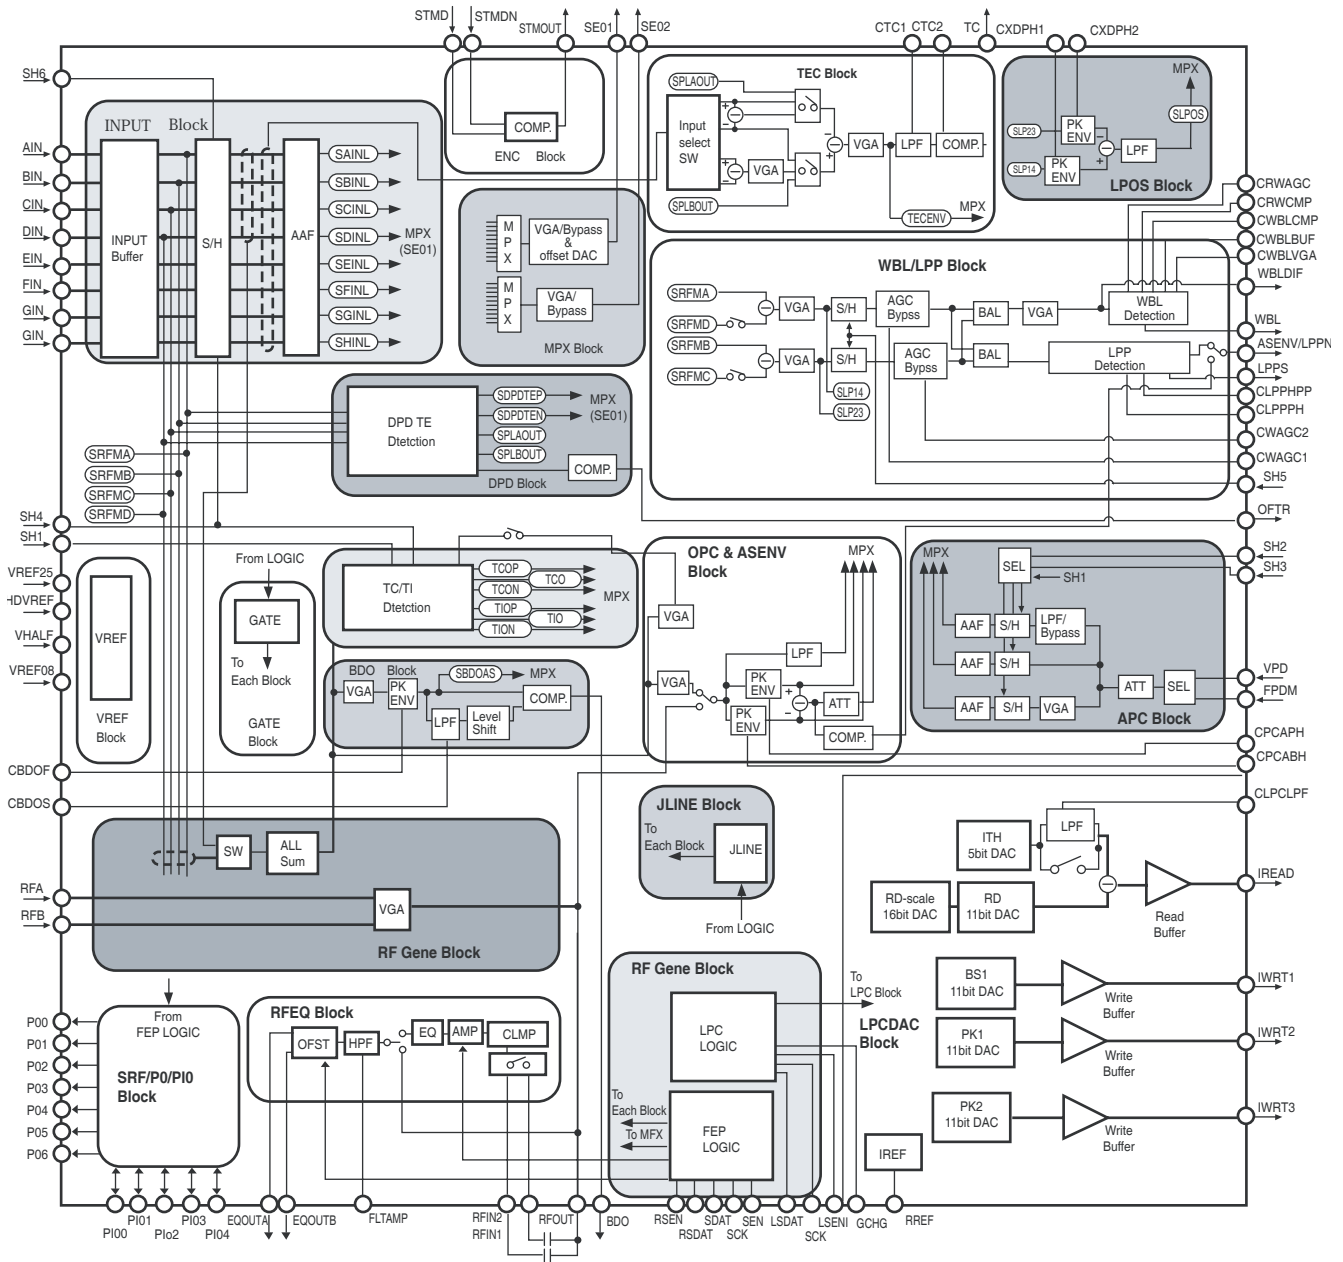 STMD
STMDN
STMOUT
SE01
SE02
CTC1
CTC2
TC
CXDPH1
CXDPH2
SH6
INPUT Block
AIN
BIN
CIN
DIN
EIN
FIN
GIN
GIN
INPUT
Buffer
S/H
AAF
SAINL
SBINL
SCINL
SDINL
SEINL
SFINL
SGINL
SHINL
MPX
(SE01)
COMP.
ENC Block
M
P
X
VGA/Bypass
&
offset DAC
M
P
X
VGA/
Bypass
MPX Block
TEC Block
SPLAOUT
Input
select
SW
SPLBOUT
+
−
+
−
VGA
−
+
VGA
LPF
COMP.
TECENV
MPX
MPX
SLPOS
SLP23
PK
ENV
SLP14
PK
ENV
−
+
LPF
LPOS Block
CRWAGC
CRWCMP
CWBLCMP
CWBLBUF
CWBLVGA
WBLDIF
WBL
ASENV/LPPN
LPPS
CLPPHPP
CLPPPH
CWAGC2
CWAGC1
SH5
OFTR
WBL/LPP Block
SRFMA
SRFMD
SRFMB
SRFMC
VGA
S/H
AGC
Bypss
BAL
VGA
WBL
Detection
VGA
S/H
AGC
Bypss
BAL
LPP
Detection
SLP14
SLP23
DPD TE
Dtetction
SDPDTEP
SDPDTEN
SPLAOUT
SPLBOUT
MPX
(SE01)
COMP.
DPD Block
SRFMA
SRFMB
SRFMC
SRFMD
SH4
SH1
VREF25
HDVREF
VHALF
VREF08
VREF
VREF
Block
From LOGIC
GATE
To
Each Block
GATE
Block
TC/TI
Dtetction
TCOP
TCO
TCON
TIOP
TIO
TION
MPX
BDO Block
VGA
PK
ENV
SBDOAS
MPX
LPF
Level
Shift
COMP.
OPC & ASENV
Block
MPX
VGA
LPF
VGA
PK
ENV
PK
ENV
+
−
ATT
COMP.
SH2
SH3
MPX
SEL
SH1
AAF
S/H
LPF/
Bypass
AAF
S/H
AAF
S/H
VGA
ATT
SEL
APC Block
VPD
FPDM
CPCAPH
CPCABH
CLPCLPF
CBDOF
CBDOS
SW
ALL
Sum
RFA
RFB
VGA
RF Gene Block
JLINE Block
To
Each Block
JLINE
From LOGIC
ITH
5bit DAC
LPF
RD-scale
16bit DAC
RD
11bit DAC
−
Read
Buffer
IREAD
BS1
11bit DAC
Write
Buffer
IWRT1
PK1
11bit DAC
Write
Buffer
IWRT2
PK2
11bit DAC
Write
Buffer
IWRT3
LPCDAC
Block
IREF
RF Gene Block
LPC
LOGIC
To
LPC Block
FEP
LOGIC
To
Each Block
To MFX
From
FEP LOGIC
SRF/P0/PI0
Block
P00
P01
P02
P03
P04
P05
P06
RFEQ Block
OFST
HPF
EQ
AMP
CLMP
PI00
PI01
PIo2
PI03
PI04
EQOUTA
EQOUTB
FLTAMP
RFIN2
RFIN1
RFOUT
BDO
RSEN
RSDAT
SDAT
SCK
SEN
LSDAT
SCK
LSENI
GCHG
RREF